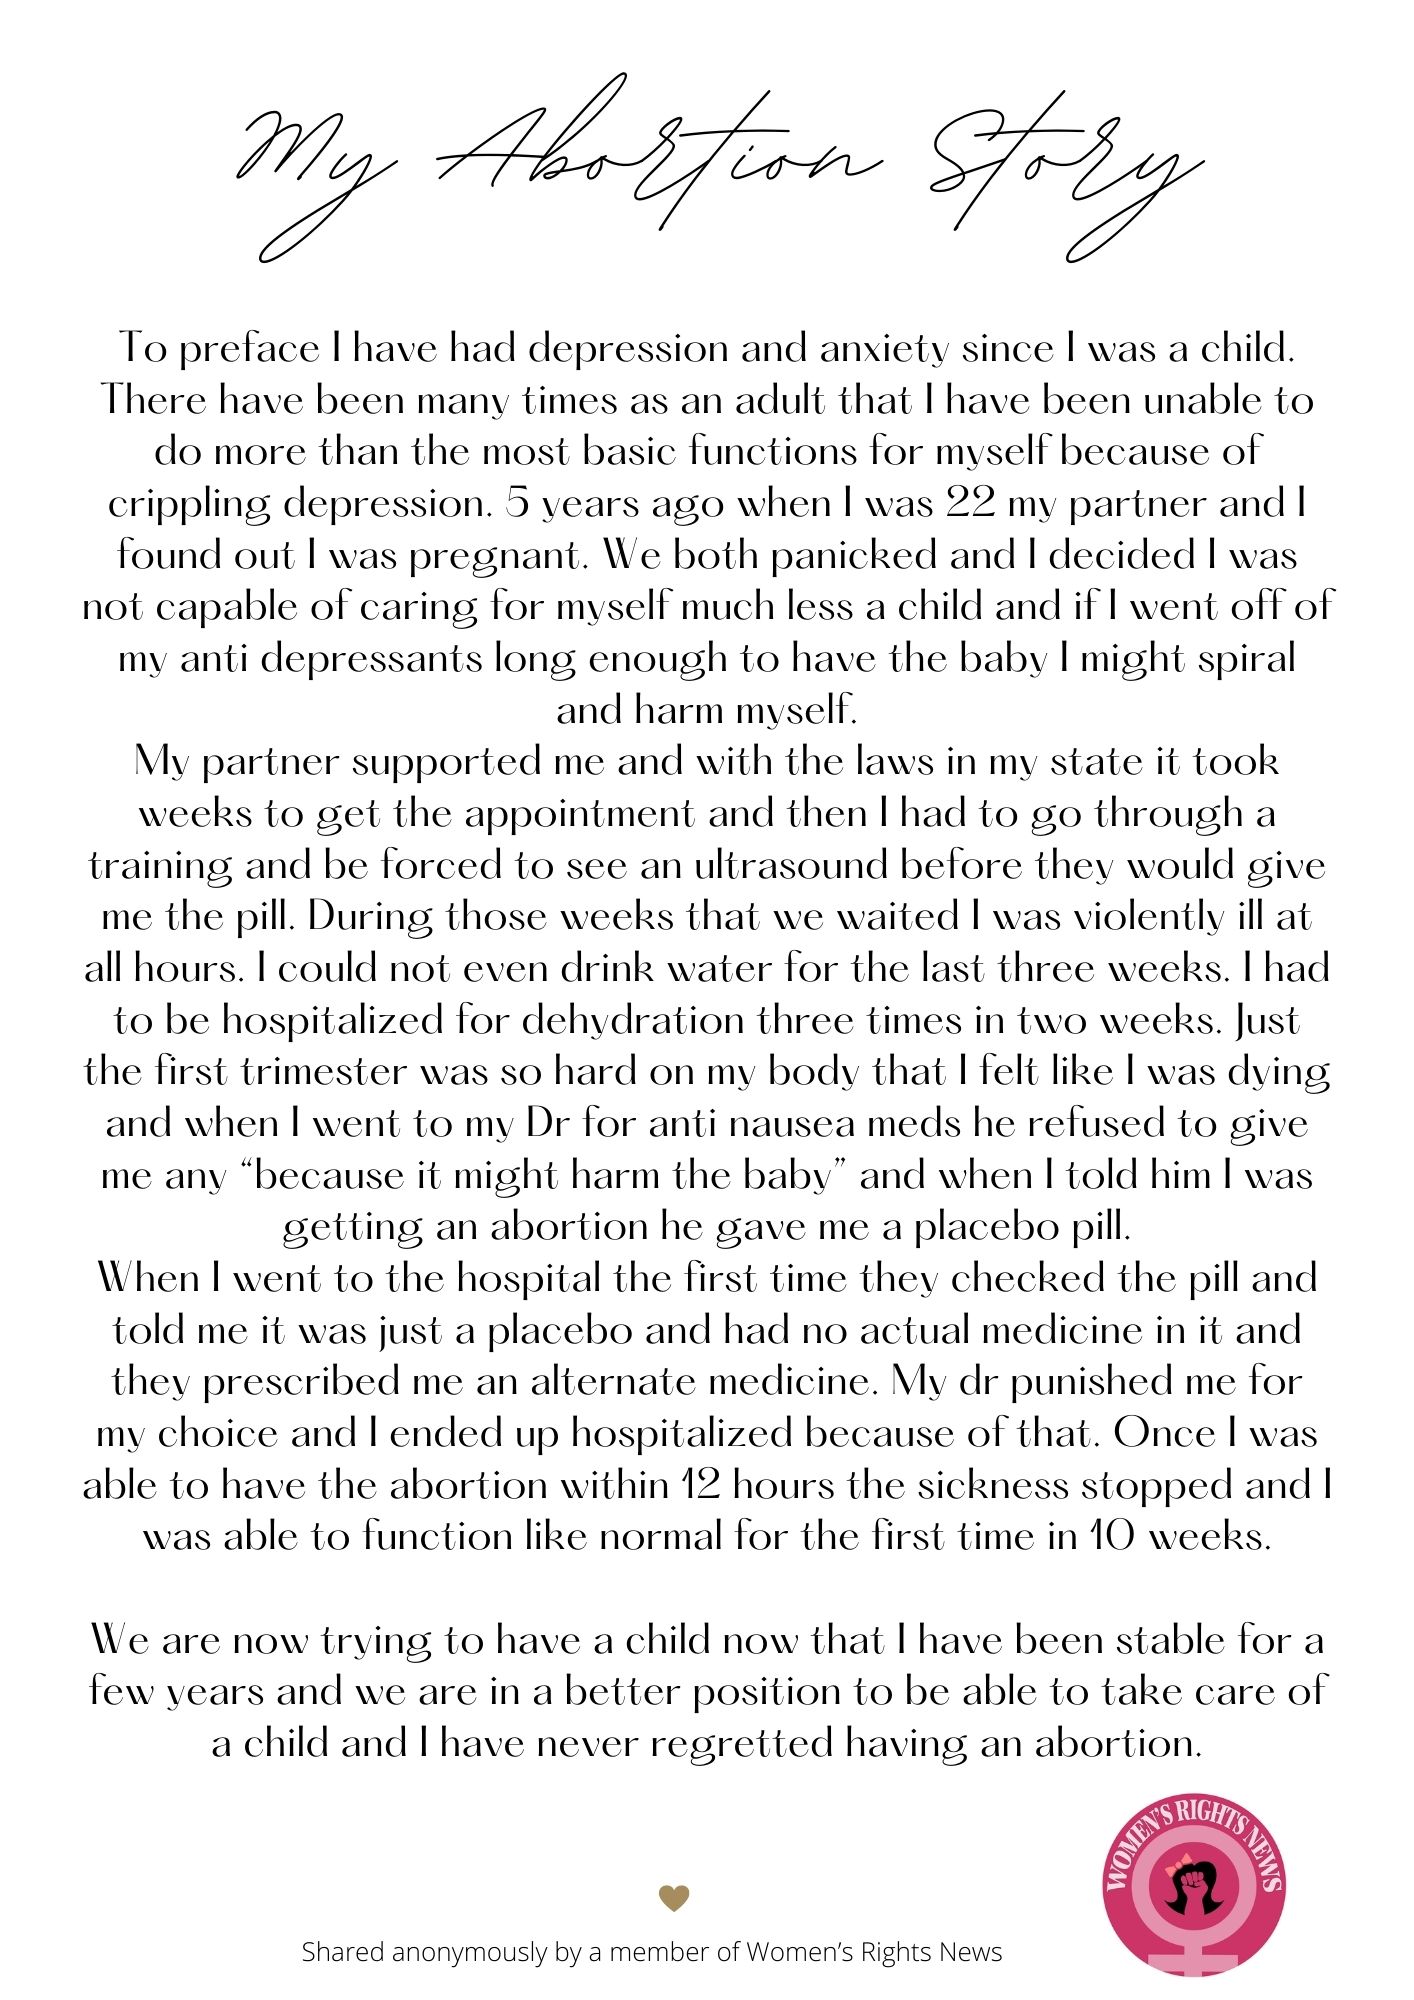 My Abortion Story
To preface I have had depression and anxiety since I was a child.
There have been many times as an adult that I have been unable to
do more than the most basic functions for myself because of
crippling depression. 5 years ago when I was 22 my partner and I
found out I was pregnant. We both panicked and I decided I was
not capable of caring for myself much less a child and if I went off of
my anti depressants long enough to have the baby I might spiral
and harm myself.
My partner supported me and with the laws in my state it took
weeks to get the appointment and then I had to go through a
training and be forced to see an ultrasound before they would give
me the pill. During those weeks that we waited I was violently ill at
all hours. I could not even drink water for the last three weeks. I had
to be hospitalized for dehydration three times in two weeks. Just
the first trimester was so hard on my body that I felt like I was dying
and when I went to my Dr for anti nausea meds he refused to give
me any “because it might harm the baby” and when I told him I was
getting an abortion he gave me a placebo pill.
When I went to the hospital the first time they checked the pill and
told me it was just a placebo and had no actual medicine in it and
they prescribed me an alternate medicine. My dr punished me for
my choice and I ended up hospitalized because of that. Once I was
able to have the abortion within 12 hours the sickness stopped and I
was able to function like normal for the first time in 10 weeks.
We are now trying to have a child now that I have been stable for a
few years and we are in a better position to be able to take care of
a child and I have never regretted having an abortion.
WOMEN'S RIGHTS NEWS
Shared anonymously by a member of Women’s Rights News